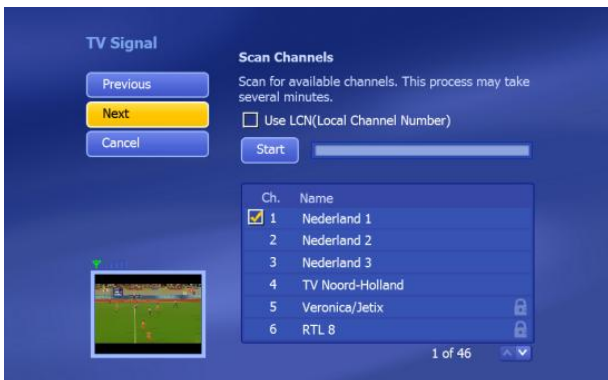 TV Signal
Previous
Next
Cancel
Scan Channels
Scan for available channels. This process may take
several minutes.
Use LCN(Local Channel Number)
Start
Ch. Name
1 Nederland 1
2 Nederland 2
3 Nederland 3
4 TV Noord-Holland
5 Veronica/Jetix
6 RTL 8
1 of 46